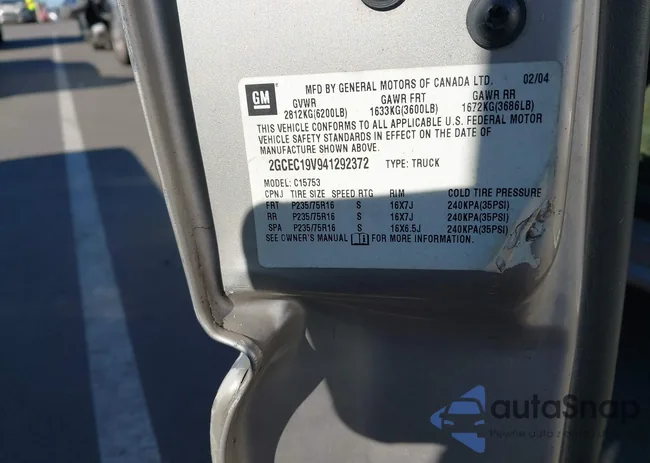 GM
MFD BY GENERAL MOTORS OF CANADA LTD. 02/04
GVWR GAWR FRT GAWR RR
2812KG(6200LB) 1633KG(3600LB) 1672KG(3686LB)
THIS VEHICLE CONFORMS TO ALL APPLICABLE U.S. FEDERAL MOTOR
VEHICLE SAFETY STANDARDS IN EFFECT ON THE DATE OF
MANUFACTURE SHOWN ABOVE.
2GCEC19V941292372 TYPE: TRUCK
MODEL: C15753
CPNJ TIRE SIZE SPEED RTG RIM COLD TIRE PRESSURE
FRT P235/75R16 S 16X7J 240KPA(35PSI)
RR P235/75R16 S 16X7J 240KPA(35PSI)
SPA P235/75R16 S 16X6.5J 240KPA(35PSI)
SEE OWNER'S MANUAL FOR MORE INFORMATION.
autaSnap
Pewne auta z